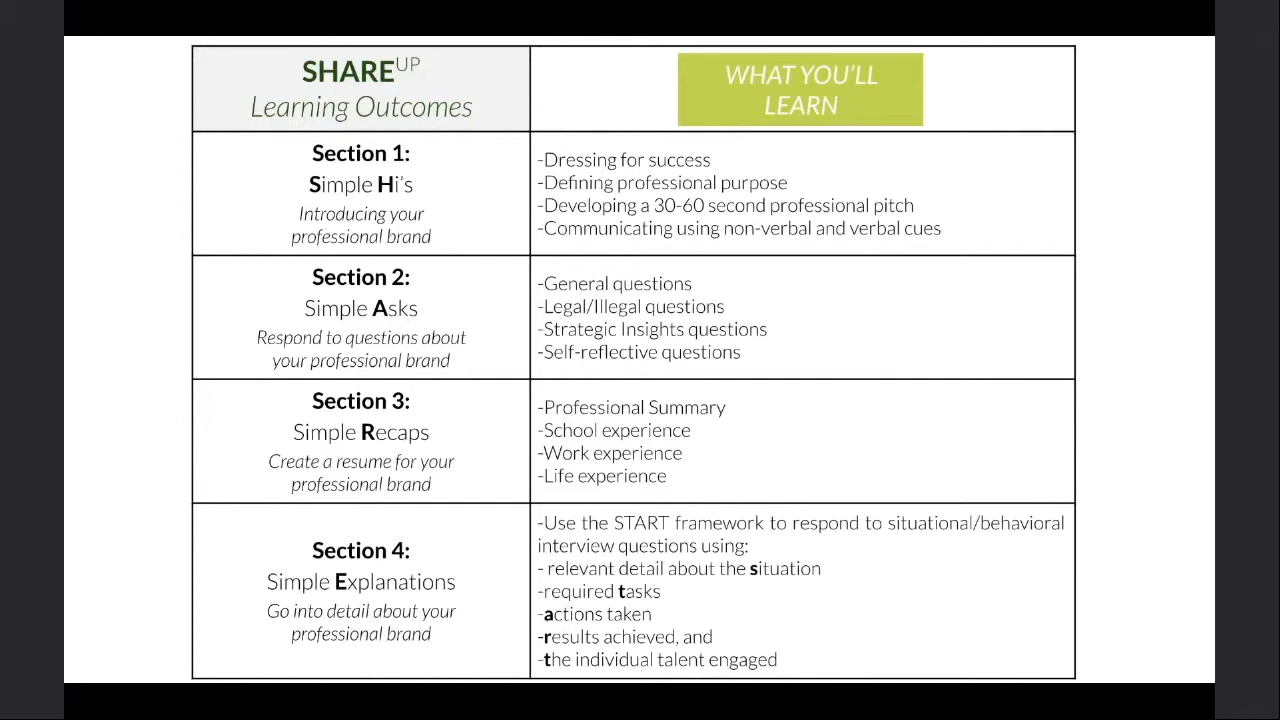 SHAREUP
Learning Outcomes
WHAT YOU'LL
LEARN
Section 1:
Simple Hi's
Introducing your
professional brand
-Dressing for success
-Defining professional purpose
-Developing a 30-60 second professional pitch
-Communicating using non-verbal and verbal cues
Section 2:
Simple Asks
Respond to questions about
your professional brand
-General questions
-Legal/Illegal questions
-Strategic Insights questions
-Self-reflective questions
Section 3:
Simple Recaps
Create a resume for your
professional brand
-Professional Summary
-School experience
-Work experience
-Life experience
Section 4:
Simple Explanations
Go into detail about your
professional brand
-Use the START framework to respond to situational/behavioral
interview questions using:
- relevant detail about the situation
-required tasks
-actions taken
-results achieved, and
-the individual talent engaged